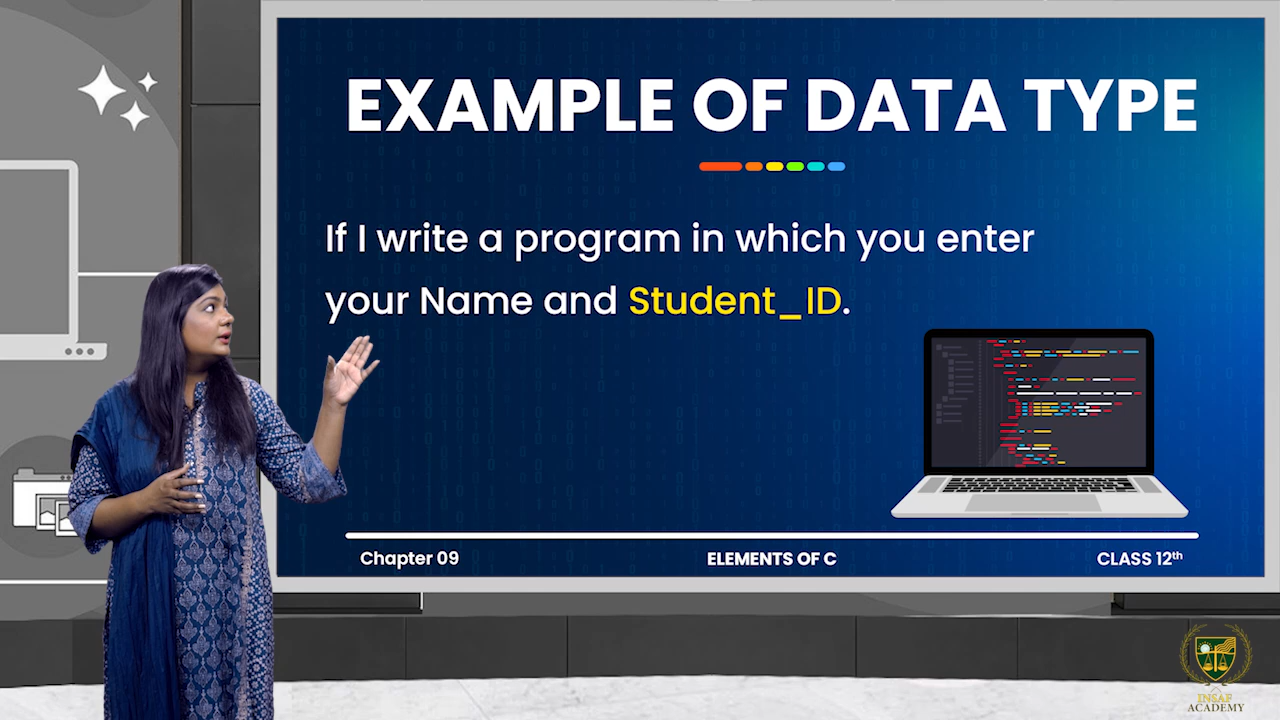 EXAMPLE OF DATA TYPE
If I write a program in which you enter
your Name and Student_ID.
Chapter 09
ELEMENTS OF C
CLASS 12th
INSAF
ACADEMY